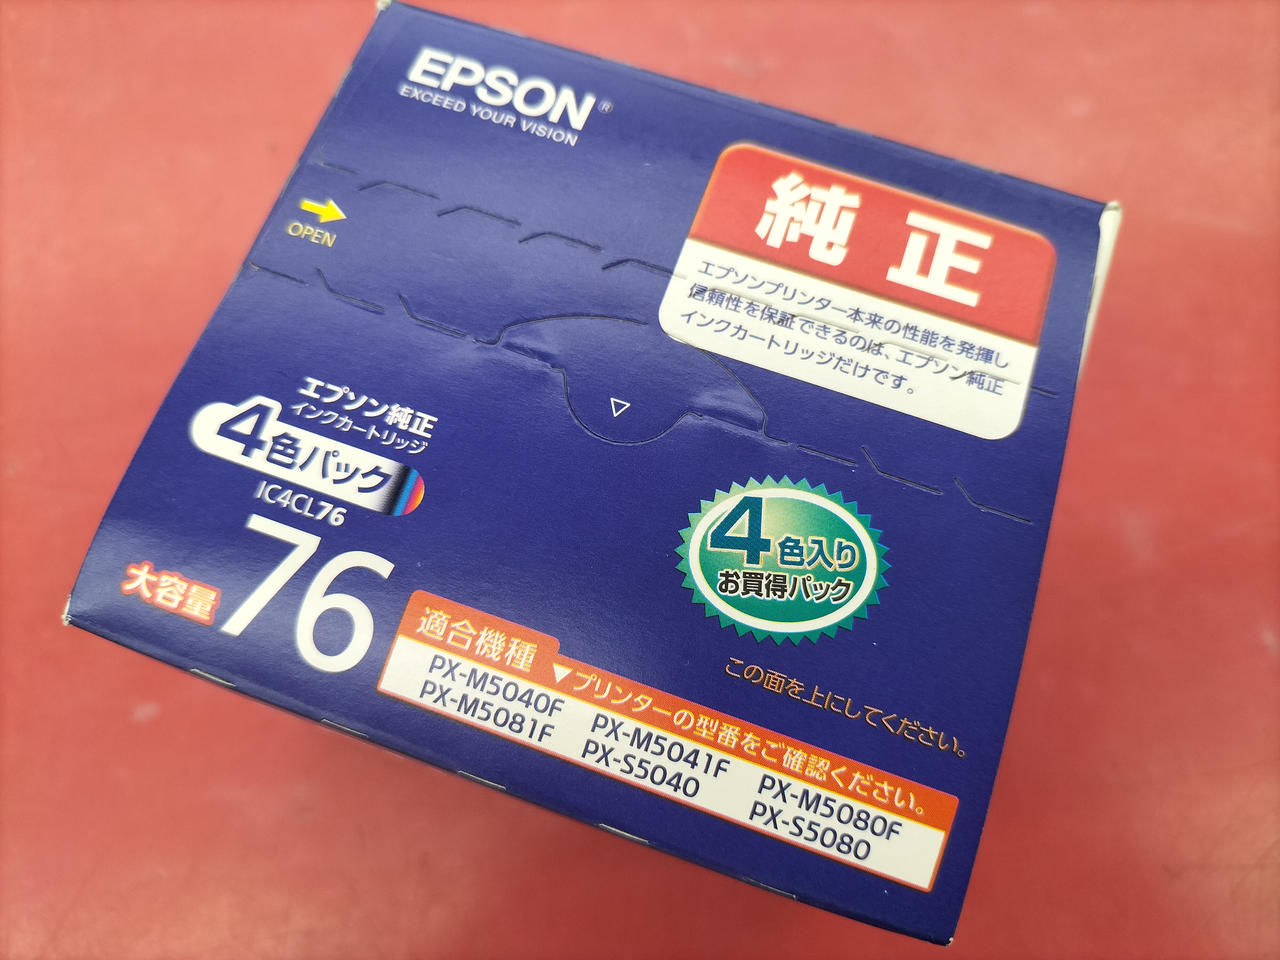 EPSON®
EXCEED YOUR VISION
OPEN
純正
エプソンプリンター本来の性能を発揮し
信頼性を保証できるのは、エプソン純正
インクカートリッジだけです。
エプソン純正
インクカートリッジ
4色パック
IC4CL76
大容量
76
4色入り
お買得パック
この面を上にしてください。
適合機種 ▼プリンターの型番をご確認ください。
PX-M5040F PX-M5041F PX-M5080F
PX-M5081F PX-S5040 PX-S5080